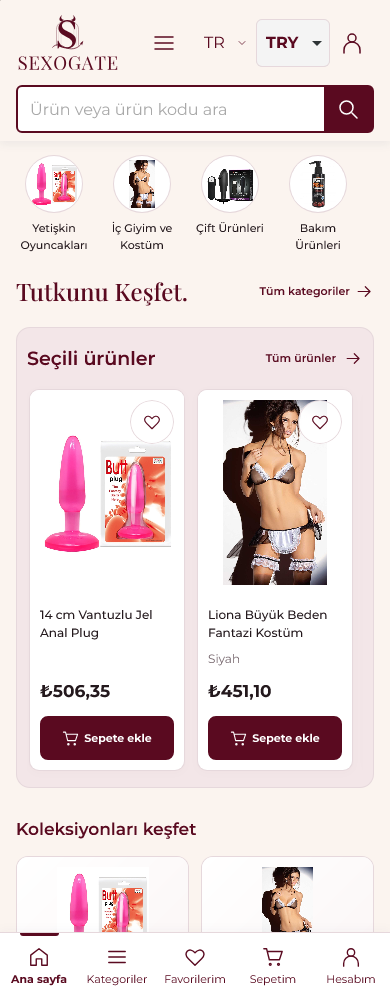 SEXOGATE
TR
TRY
Ürün veya ürün kodu ara
Yetişkin
Oyuncakları
İç Giyim ve
Kostüm
Çift Ürünleri
Bakım
Ürünleri
Tutkunu Keşfet.
Tüm kategoriler
Seçili ürünler
Tüm ürünler
Butt
plug
14 cm Vantuzlu Jel
Anal Plug
₺506,35
Sepete ekle
Liona Büyük Beden
Fantazi Kostüm
Siyah
₺451,10
Sepete ekle
Koleksiyonları keşfet
Ana sayfa
Kategoriler
Favorilerim
Sepetim
Hesabım